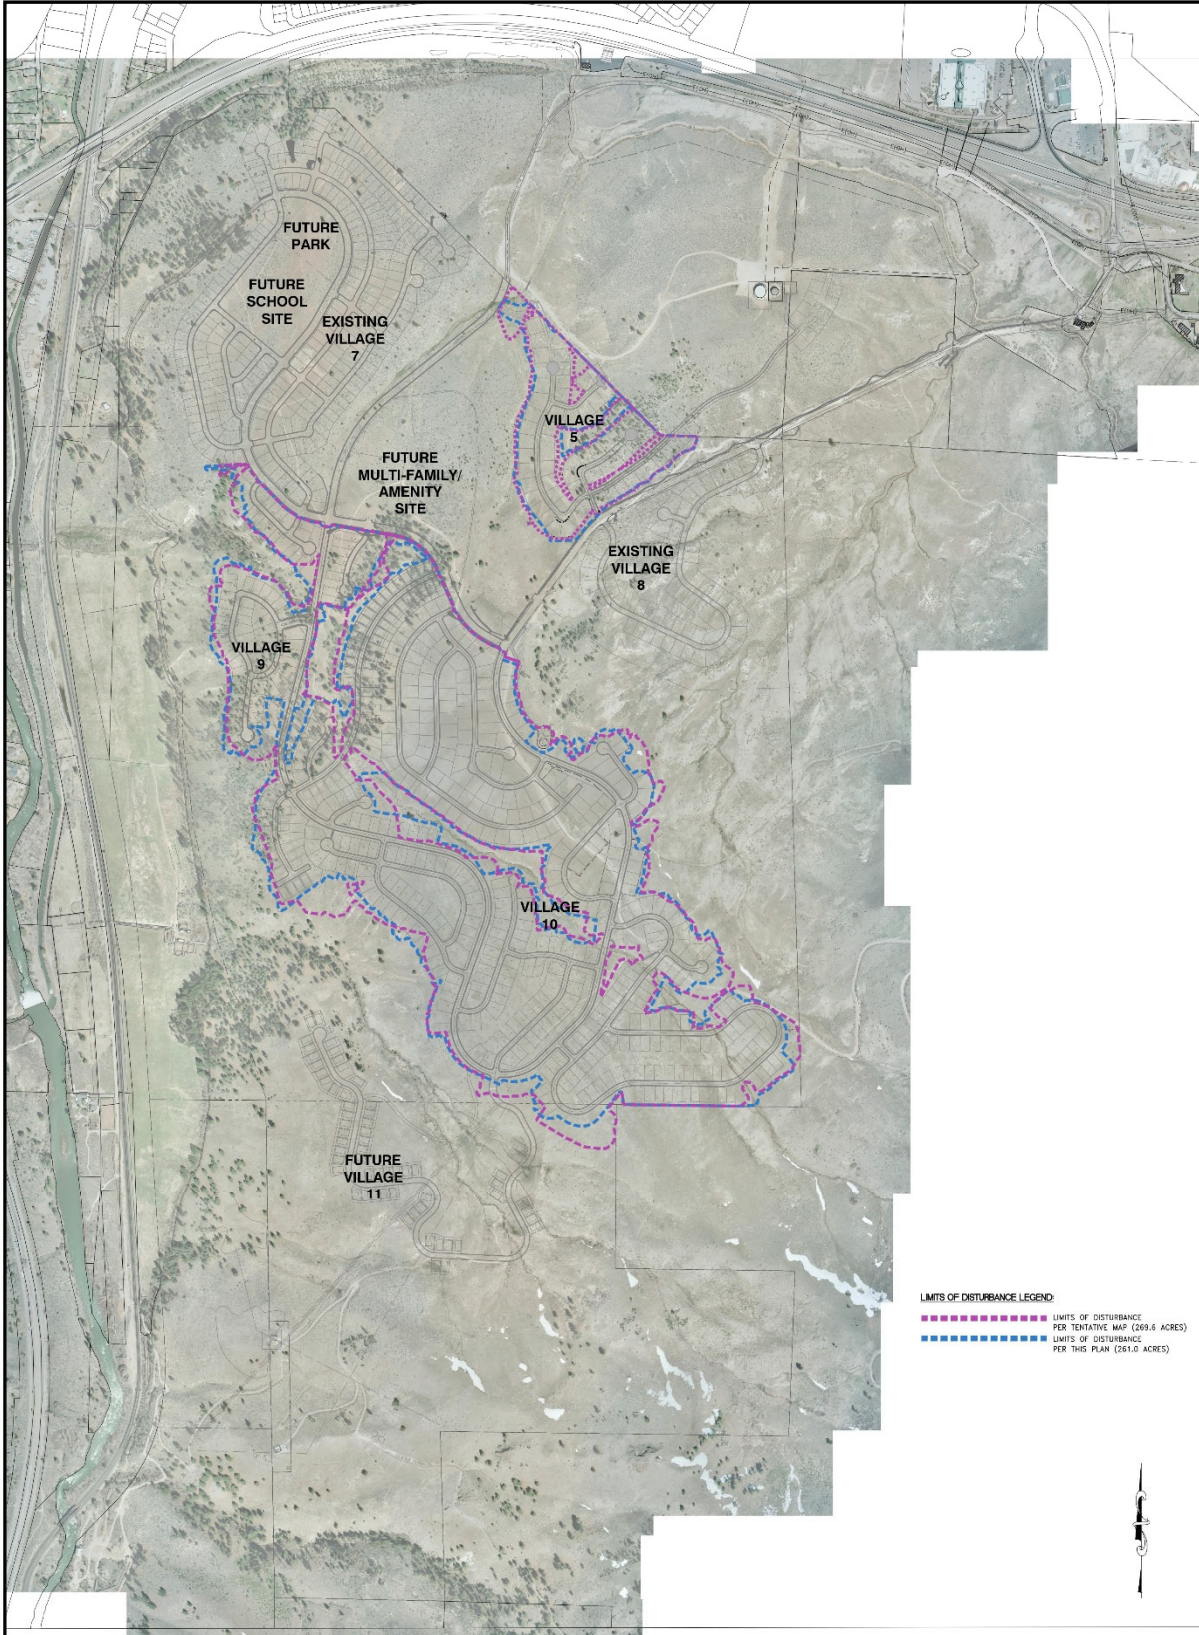 FUTURE
PARK
FUTURE
SCHOOL
SITE
EXISTING
VILLAGE
7
VILLAGE
5
FUTURE
MULTI-FAMILY/
AMENITY
SITE
EXISTING
VILLAGE
8
VILLAGE
9
VILLAGE
10
FUTURE
VILLAGE
11
LIMITS OF DISTURBANCE LEGEND:
LIMITS OF DISTURBANCE
PER TENTATIVE MAP (269.6 ACRES)
LIMITS OF DISTURBANCE
PER THIS PLAN (261.0 ACRES)